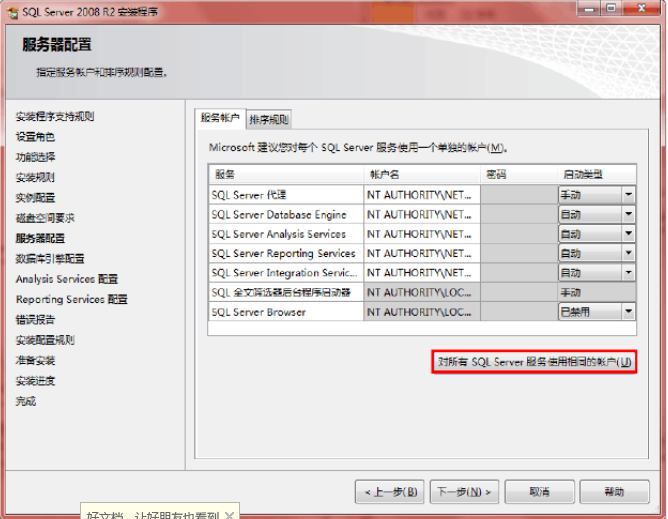 SQL Server 2008 R2 安装程序
服务器配置
指定服务帐户和排序规则配置。
安装程序支持规则
设置角色
功能选择
安装规则
实例配置
磁盘空间要求
服务器配置
数据库引擎配置
Analysis Services 配置
Reporting Services 配置
错误报告
安装配置规则
准备安装
安装进度
完成
服务帐户 排序规则
Microsoft 建议您对每个 SQL Server 服务使用一个单独的帐户(M)。
服务 帐户名 密码 启动类型
SQL Server 代理 NT AUTHORITY\NET... 手动
SQL Server Database Engine NT AUTHORITY\NET... 自动
SQL Server Analysis Services NT AUTHORITY\NET... 自动
SQL Server Reporting Services NT AUTHORITY\NET... 自动
SQL Server Integration Servic... NT AUTHORITY\NET... 自动
SQL 全文筛选器后台程序启动器 NT AUTHORITY\LOC... 手动
SQL Server Browser NT AUTHORITY\LOC... 已禁用
对所有 SQL Server 服务使用相同的帐户(U)
< 上一步(B) 下一步(N) > 取消 帮助
好文档，让好朋友也看到